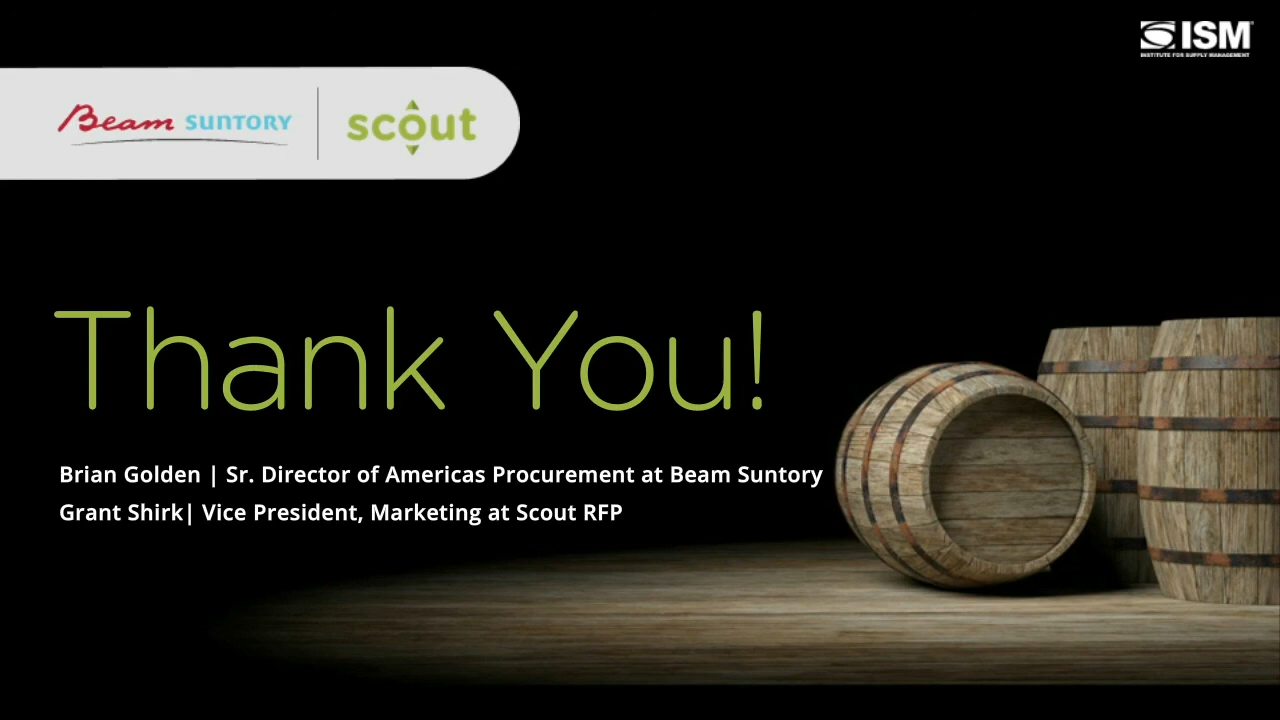 ISM
INSTITUTE FOR SUPPLY MANAGEMENT
Beam SUNTORY
scout
Thank You!
Brian Golden | Sr. Director of Americas Procurement at Beam Suntory
Grant Shirk| Vice President, Marketing at Scout RFP